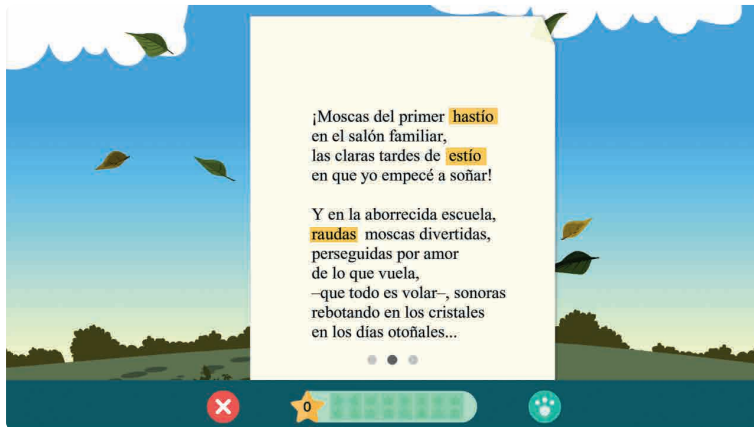 ¡Moscas del primer hastío
en el salón familiar,
las claras tardes de estío
en que yo empecé a soñar!
Y en la aborrecida escuela,
raudas moscas divertidas,
perseguidas por amor
de lo que vuela,
–que todo es volar–, sonoras
rebotando en los cristales
en los días otoñales...
0